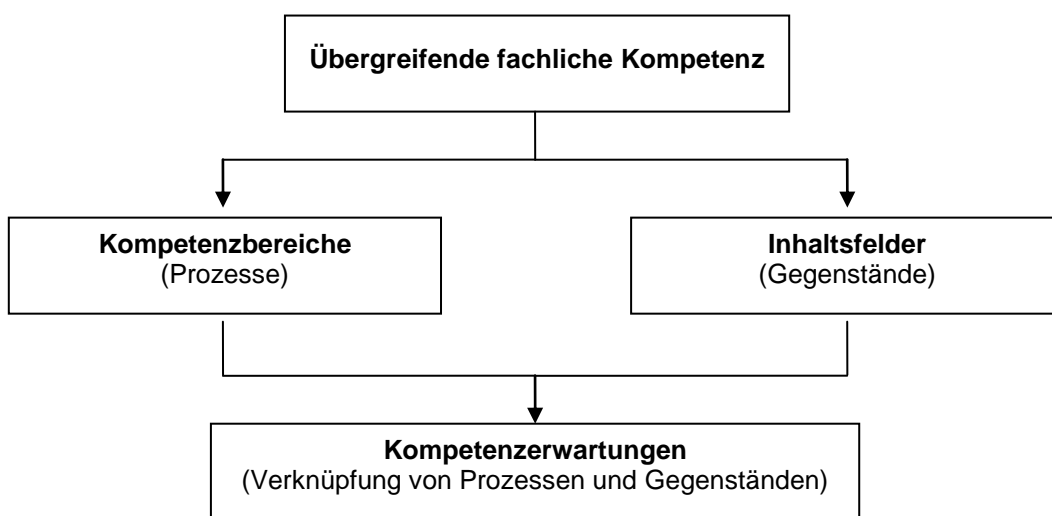 Übergreifende fachliche Kompetenz
Kompetenzbereiche
(Prozesse)
Inhaltsfelder
(Gegenstände)
Kompetenzerwartungen
(Verknüpfung von Prozessen und Gegenständen)